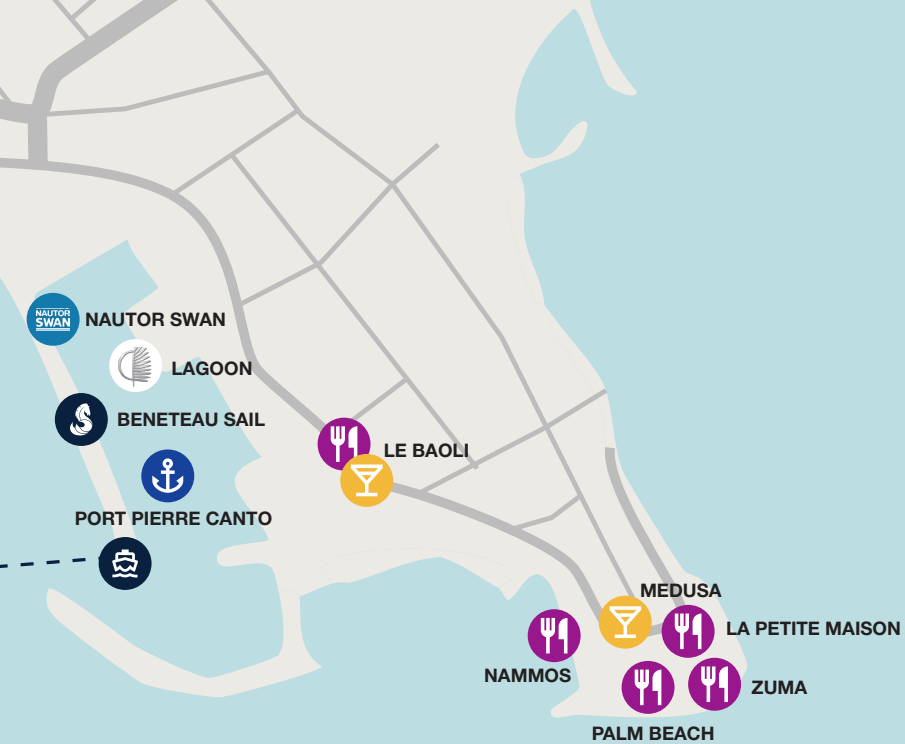 NAUTOR
SWAN
NAUTOR SWAN
LAGOON
BENETEAU SAIL
LE BAOLI
PORT PIERRE CANTO
MEDUSA
LA PETITE MAISON
NAMMOS
ZUMA
PALM BEACH